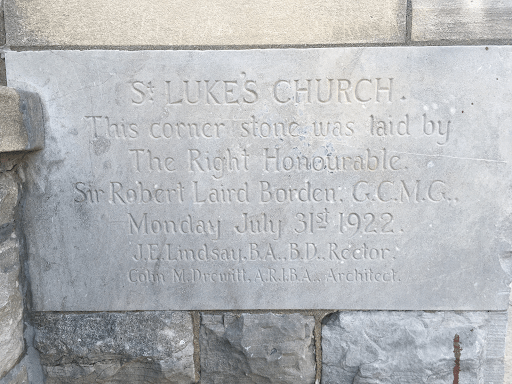 St LUKE'S CHURCH.
This corner stone was laid by
The Right Honourable.
Sir Robert Laird Borden. G.C.M.G.,
Monday July 31st 1922.
J.E. Lindsay, B.A., B.D., Rector.
Colin M. Drewitt, A.R.I.B.A., Architect.